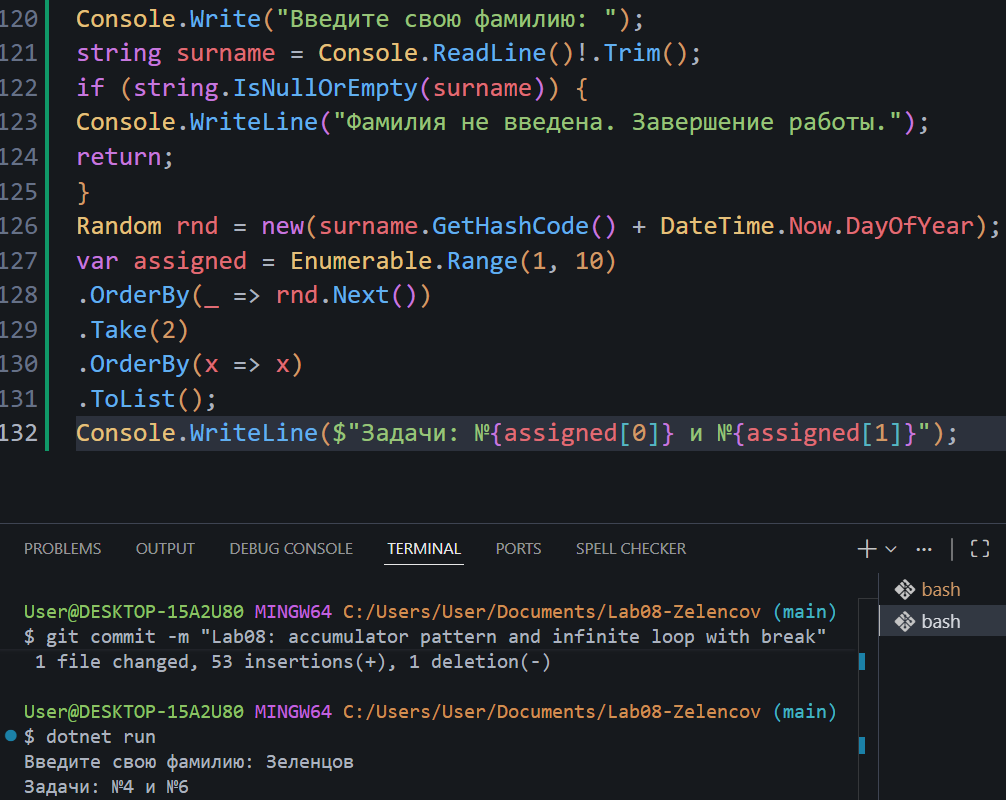 120 Console.Write("Введите свою фамилию: ");
121 string surname = Console.ReadLine()!.Trim();
122 if (string.IsNullOrEmpty(surname)) {
123 Console.WriteLine("Фамилия не введена. Завершение работы.");
124 return;
125 }
126 Random rnd = new(surname.GetHashCode() + DateTime.Now.DayOfYear);
127 var assigned = Enumerable.Range(1, 10)
128 .OrderBy(_ => rnd.Next())
129 .Take(2)
130 .OrderBy(x => x)
131 .ToList();
132 Console.WriteLine($"Задачи: №{assigned[0]} и №{assigned[1]}");
PROBLEMS OUTPUT DEBUG CONSOLE TERMINAL PORTS SPELL CHECKER
bash
bash
User@DESKTOP-15A2U80 MINGW64 C:/Users/User/Documents/Lab08-Zelencov (main)
$ git commit -m "Lab08: accumulator pattern and infinite loop with break"
1 file changed, 53 insertions(+), 1 deletion(-)
User@DESKTOP-15A2U80 MINGW64 C:/Users/User/Documents/Lab08-Zelencov (main)
$ dotnet run
Введите свою фамилию: Зеленцов
Задачи: №4 и №6